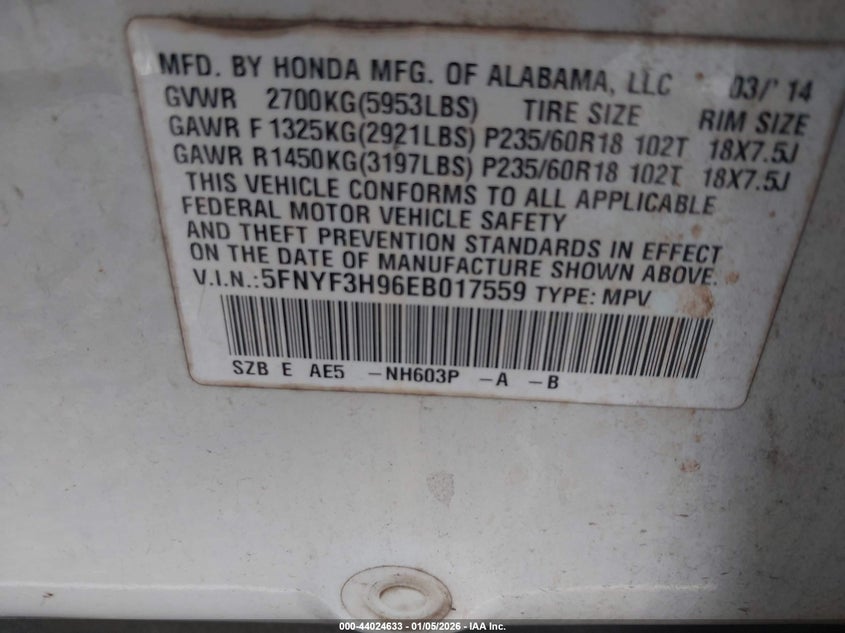 MFD. BY HONDA MFG. OF ALABAMA, LLC 03/ 14
GVWR 2700KG(5953LBS) TIRE SIZE RIM SIZE
GAWR F 1325KG(2921LBS) P235/60R18 102T 18X7.5J
GAWR R1450KG(3197LBS) P235/60R18 102T 18X7.5J
THIS VEHICLE CONFORMS TO ALL APPLICABLE
FEDERAL MOTOR VEHICLE SAFETY
AND THEFT PREVENTION STANDARDS IN EFFECT
ON THE DATE OF MANUFACTURE SHOWN ABOVE.
V.I.N.:5FNYF3H96EB017559 TYPE: MPV
SZB E AE5 -NH603P -A -B
000-44024633 - 01/05/2026 - IAA Inc.